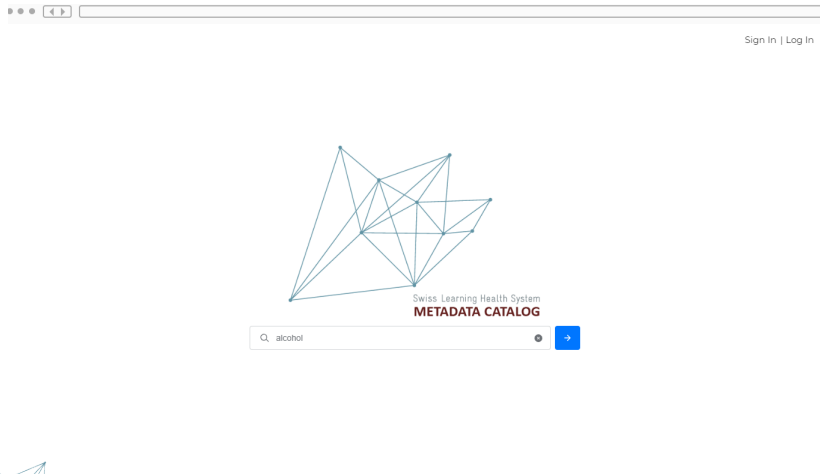 Sign In | Log In
Swiss Learning Health System
METADATA CATALOG
alcohol